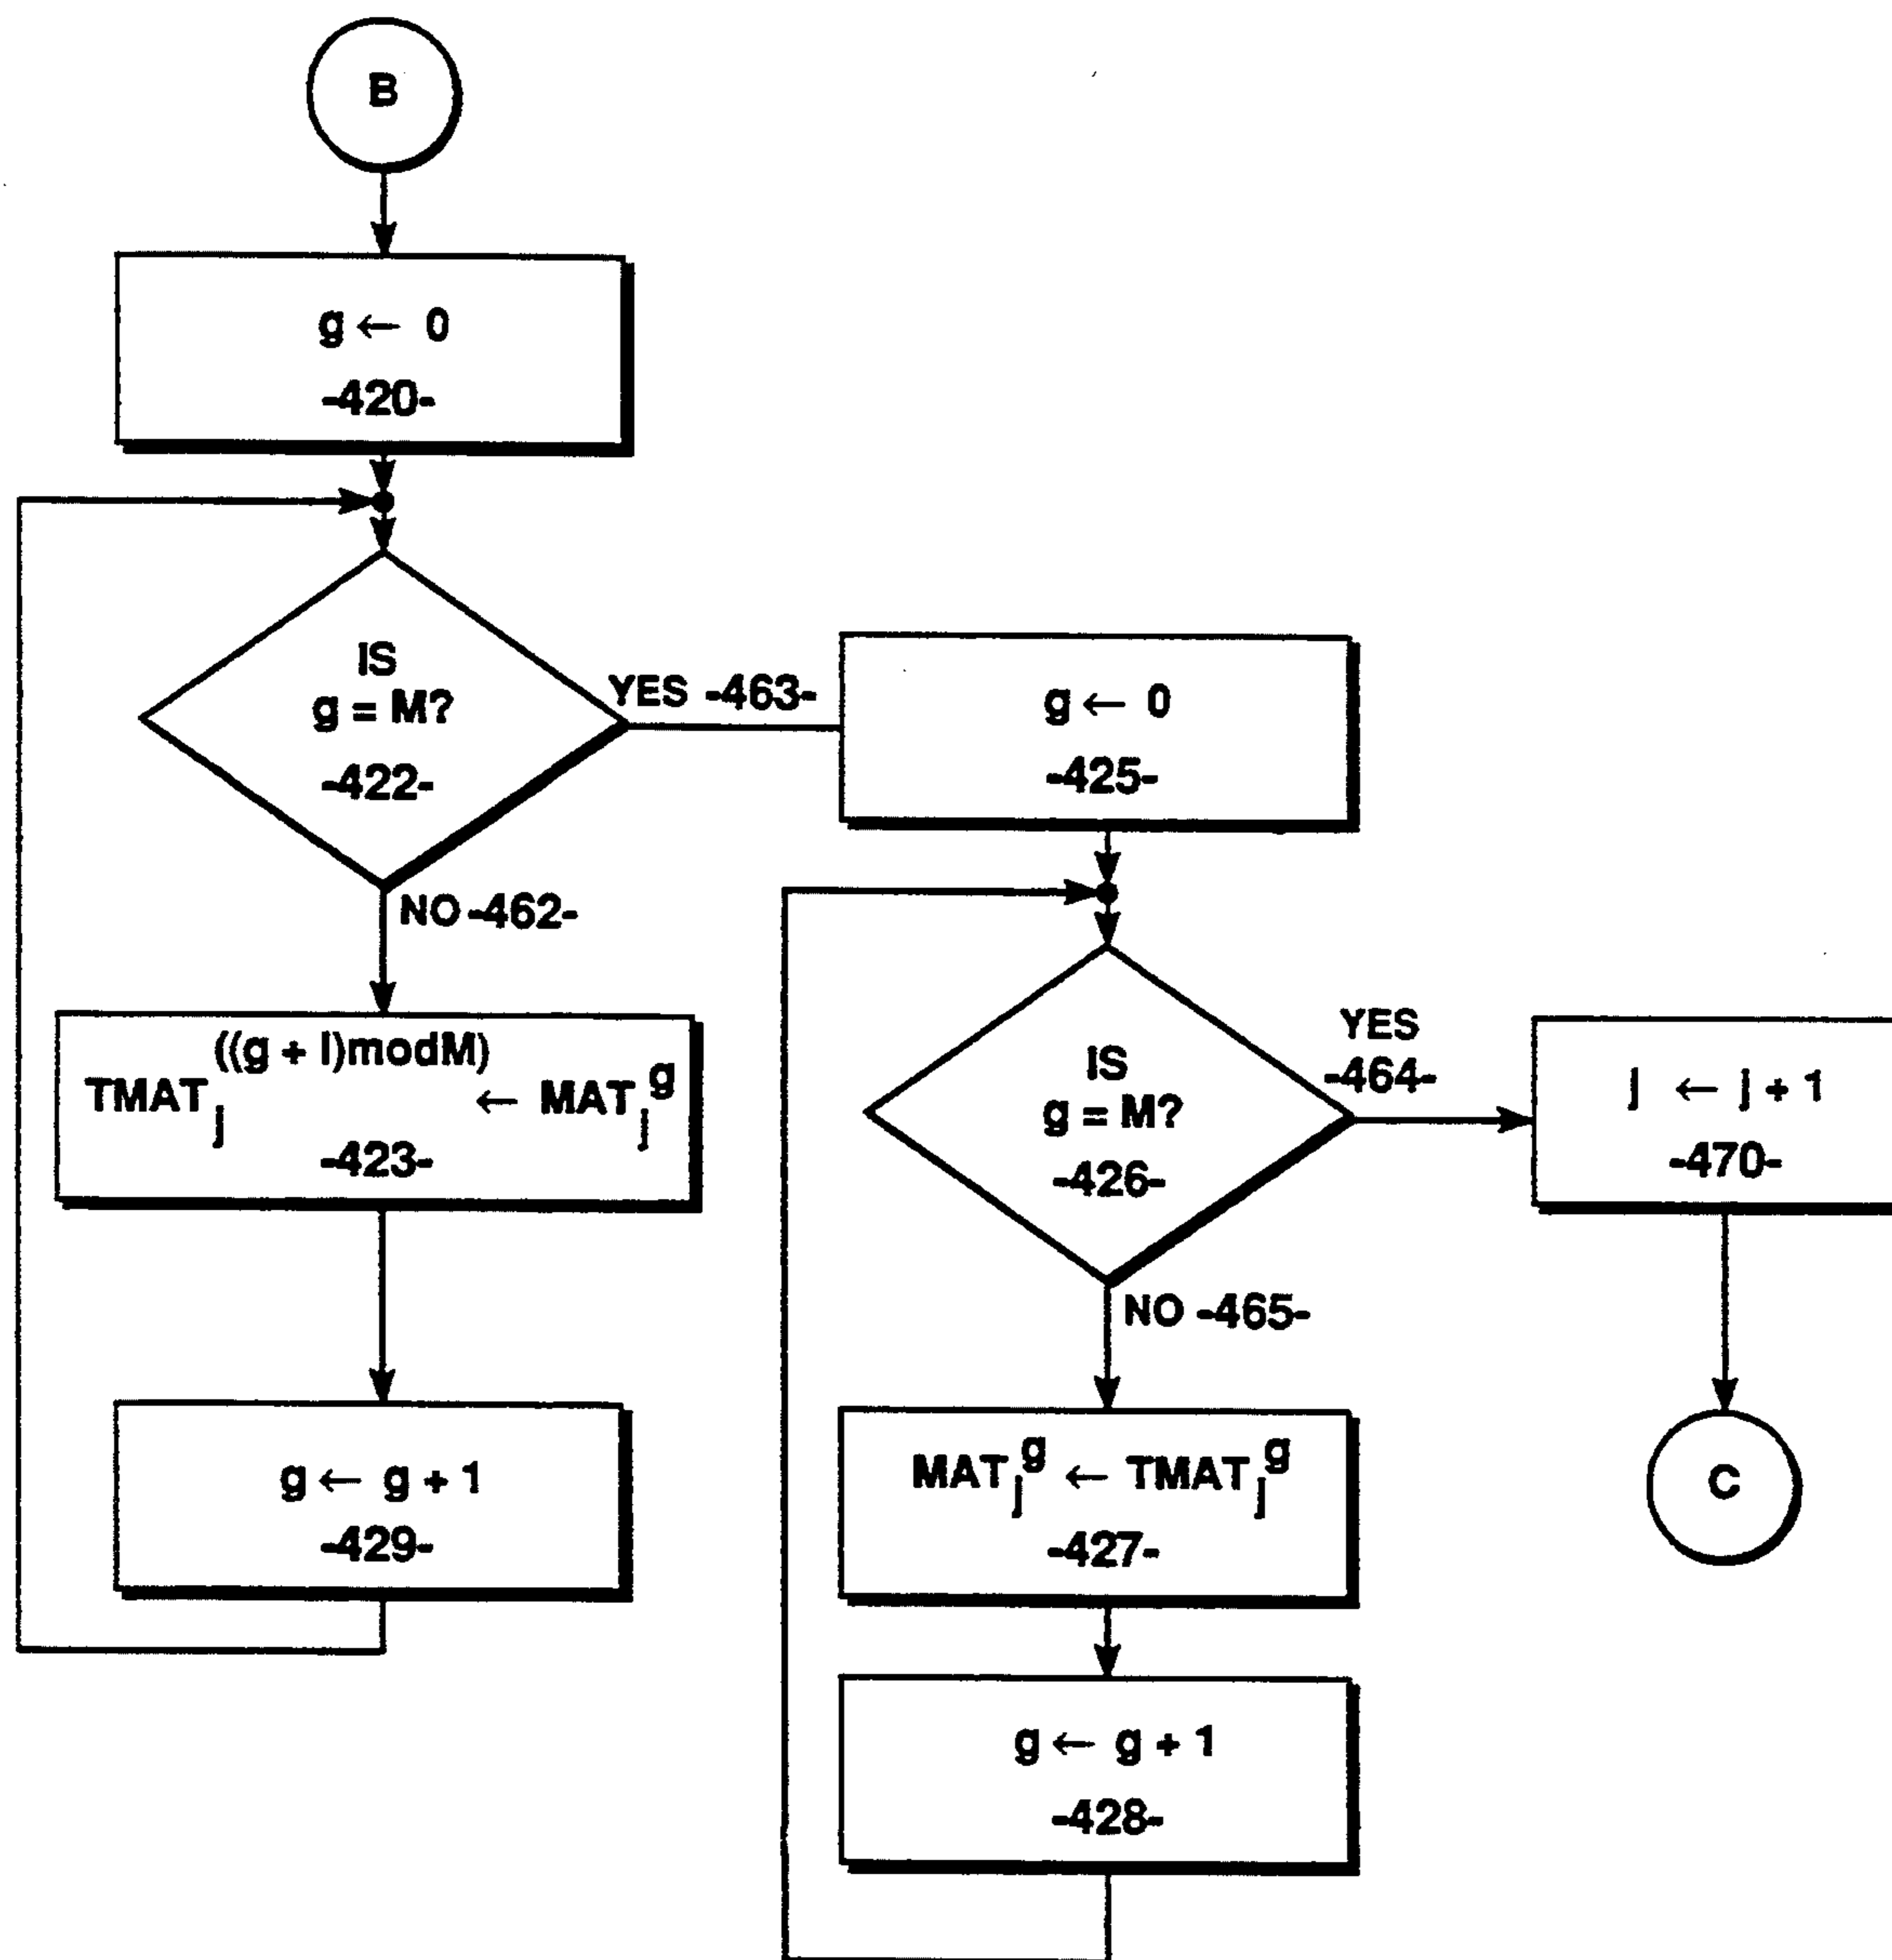 B
g ← 0
-420-
IS
g = M?
-422-
YES -463-
NO -462-
((g + l)modM)
TMAT j ← MAT j g
-423-
g ← g + 1
-429-
g ← 0
-425-
IS
g = M?
-426-
YES
-464-
NO -465-
MAT j g ← TMAT j g
-427-
g ← g + 1
-428-
j ← j + 1
-470-
C